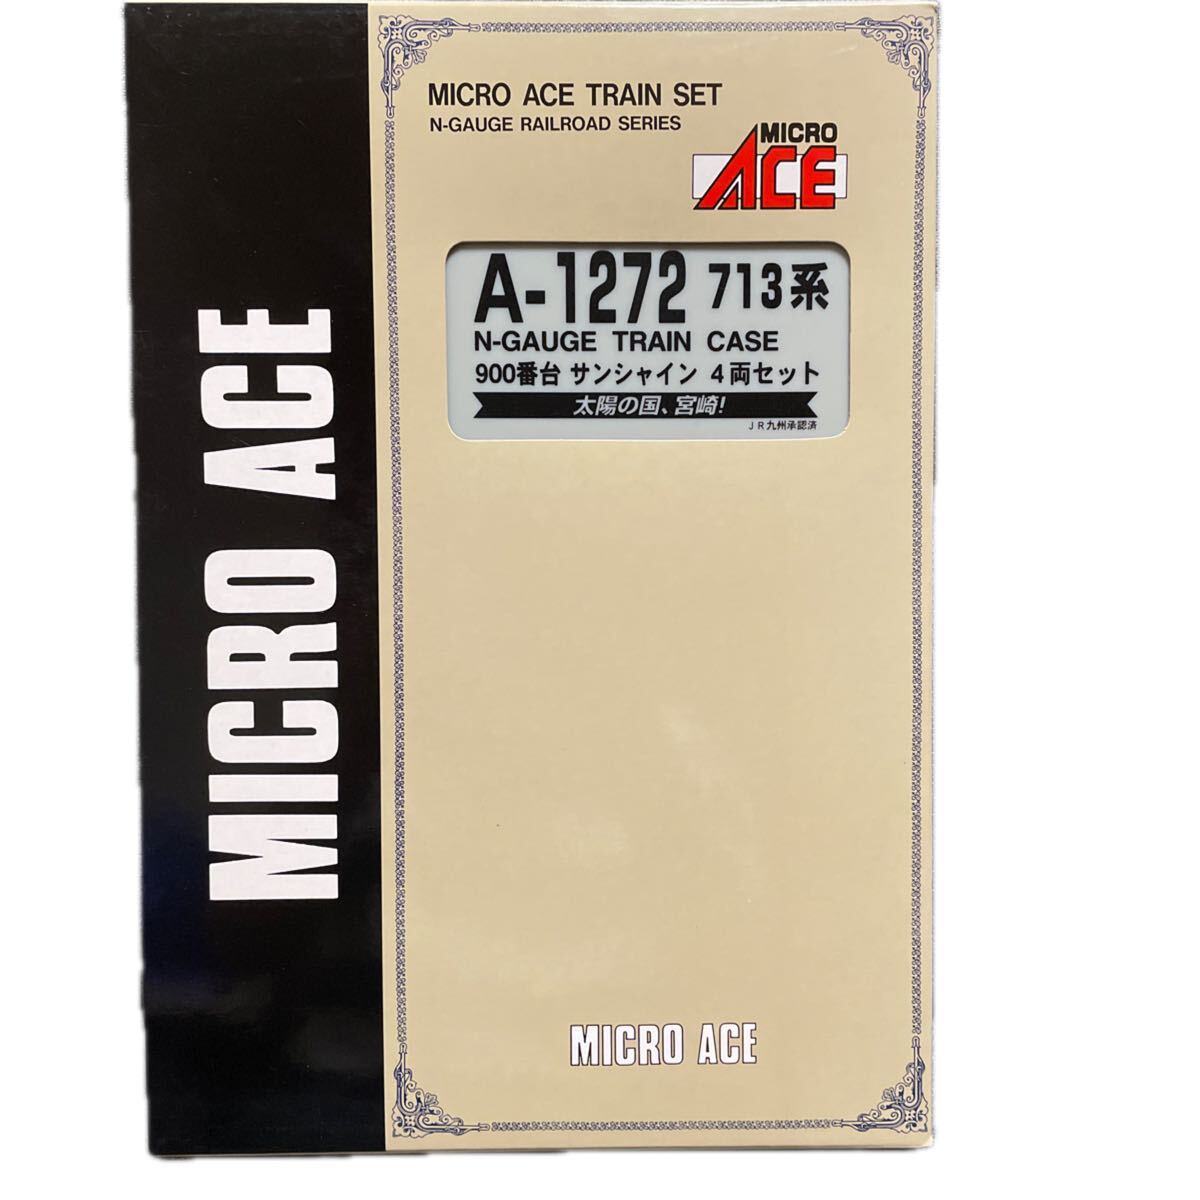 MICRO ACE
MICRO ACE TRAIN SET
N-GAUGE RAILROAD SERIES
MICRO
ACE
A-1272 713系
N-GAUGE TRAIN CASE
900番台 サンシャイン 4両セット
太陽の国、宮崎!
JR九州承認済
MICRO ACE